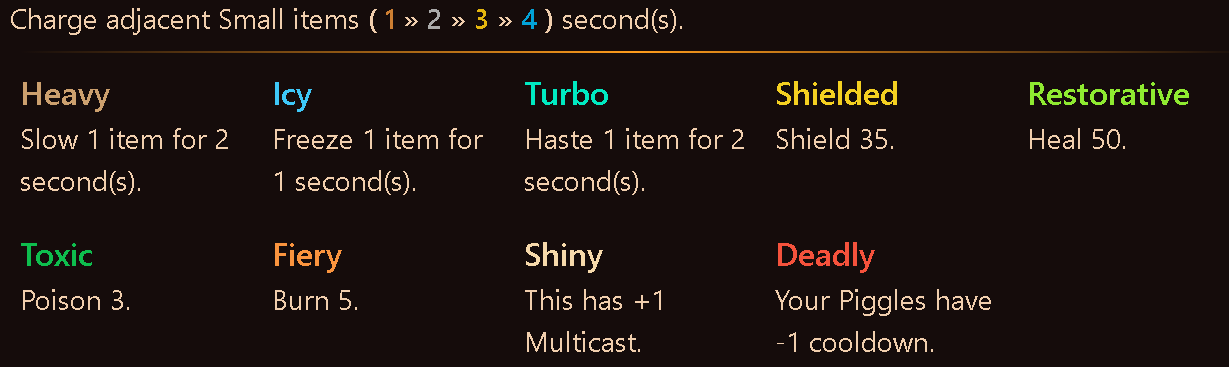 Charge adjacent Small items ( 1 » 2 » 3 » 4 ) second(s).
Heavy
Slow 1 item for 2
second(s).
Icy
Freeze 1 item for
1 second(s).
Turbo
Haste 1 item for 2
second(s).
Shielded
Shield 35.
Restorative
Heal 50.
Toxic
Poison 3.
Fiery
Burn 5.
Shiny
This has +1
Multicast.
Deadly
Your Piggles have
-1 cooldown.